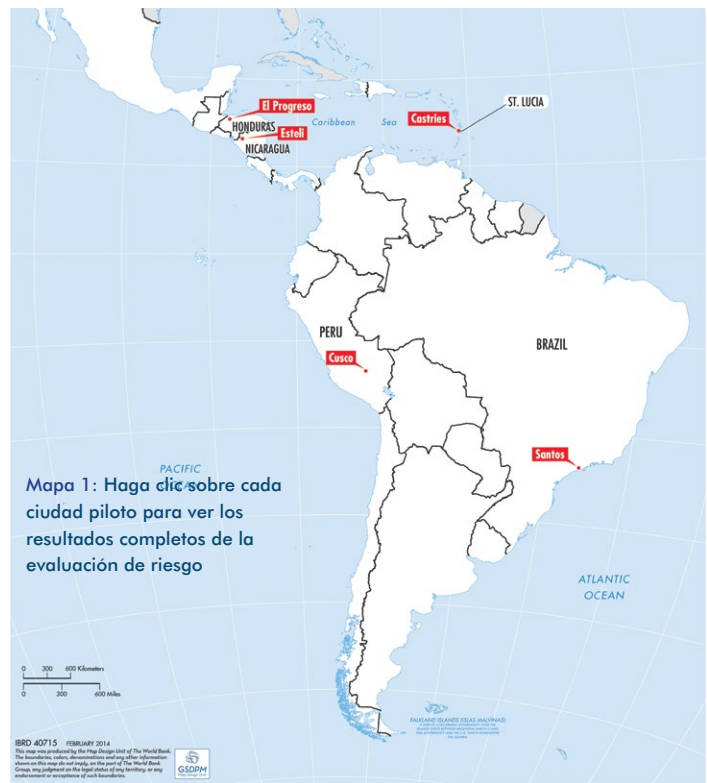 El Progreso
HONDURAS
Esteli
NICARAGUA
Caribbean Sea
Castries
ST. LUCIA
PERU
Cusco
BRAZIL
Santos
PACIFIC
OCEAN
Mapa 1: Haga clic sobre cada
ciudad piloto para ver los
resultados completos de la
evaluación de riesgo
ATLANTIC
OCEAN
0 300 600 Kilometers
0 300 600 Miles
FALKLAND ISLANDS (ISLAS MALVINAS)
IBRD 40715 FEBRUARY 2014
This map was produced by the Map Design Unit of The World Bank.
The boundaries, colors, denominations and any other information
shown on this map do not imply, on the part of The World Bank
Group, any judgment on the legal status of any territory, or any
endorsement or acceptance of such boundaries.
GSDPM
Map Design Unit